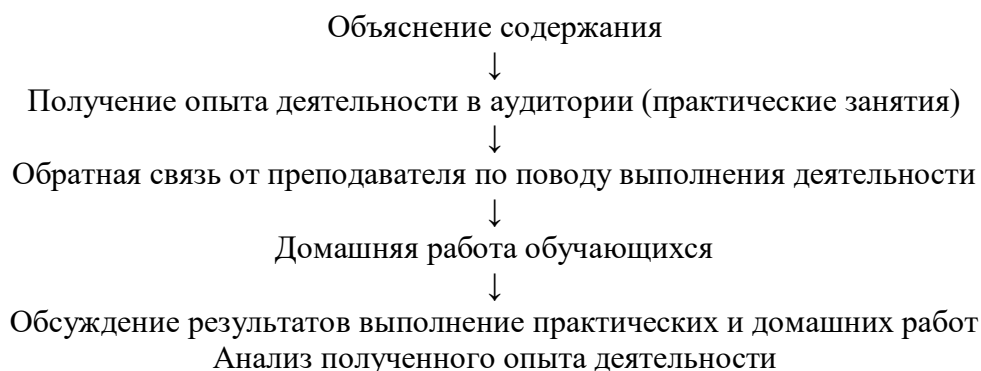 Объяснение содержания
↓
Получение опыта деятельности в аудитории (практические занятия)
↓
Обратная связь от преподавателя по поводу выполнения деятельности
↓
Домашняя работа обучающихся
↓
Обсуждение результатов выполнение практических и домашних работ
Анализ полученного опыта деятельности